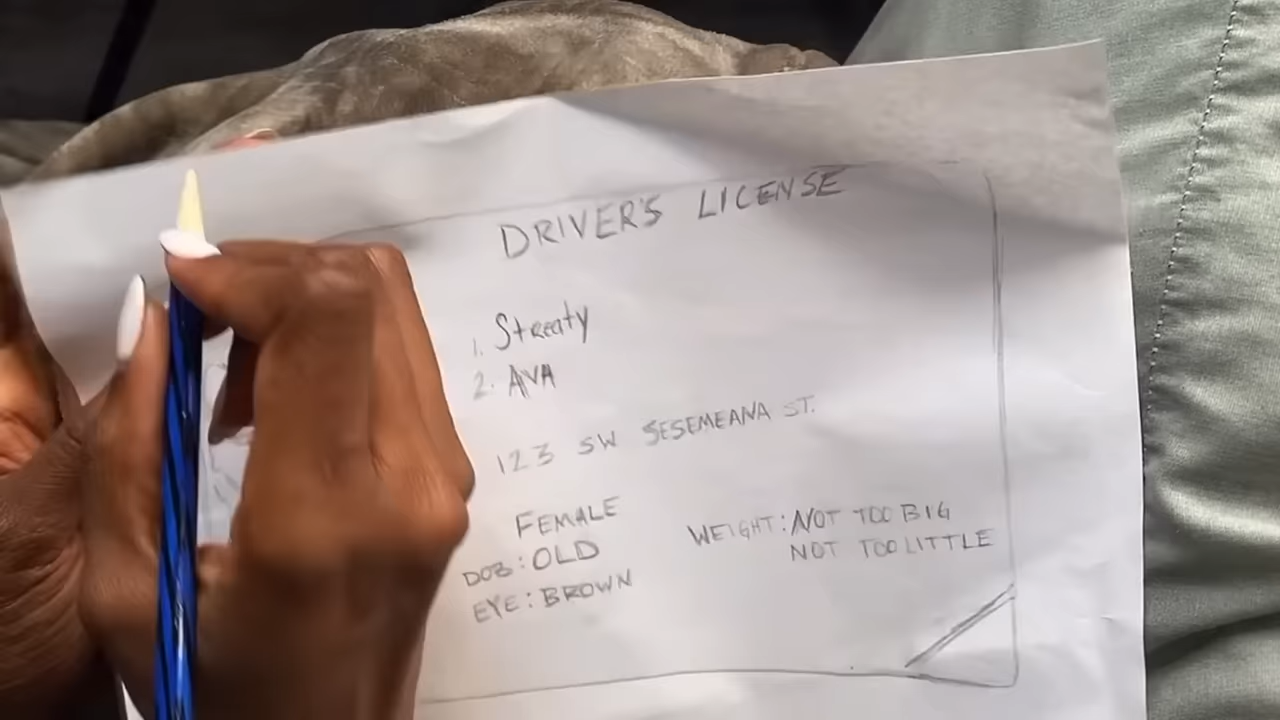 DRIVER'S LICENSE
1. Streaty
2. AVA
123 SW SESEMEANA ST.
FEMALE
DOB: OLD
EYE: BROWN
WEIGHT: NOT TOO BIG
NOT TOO LITTLE